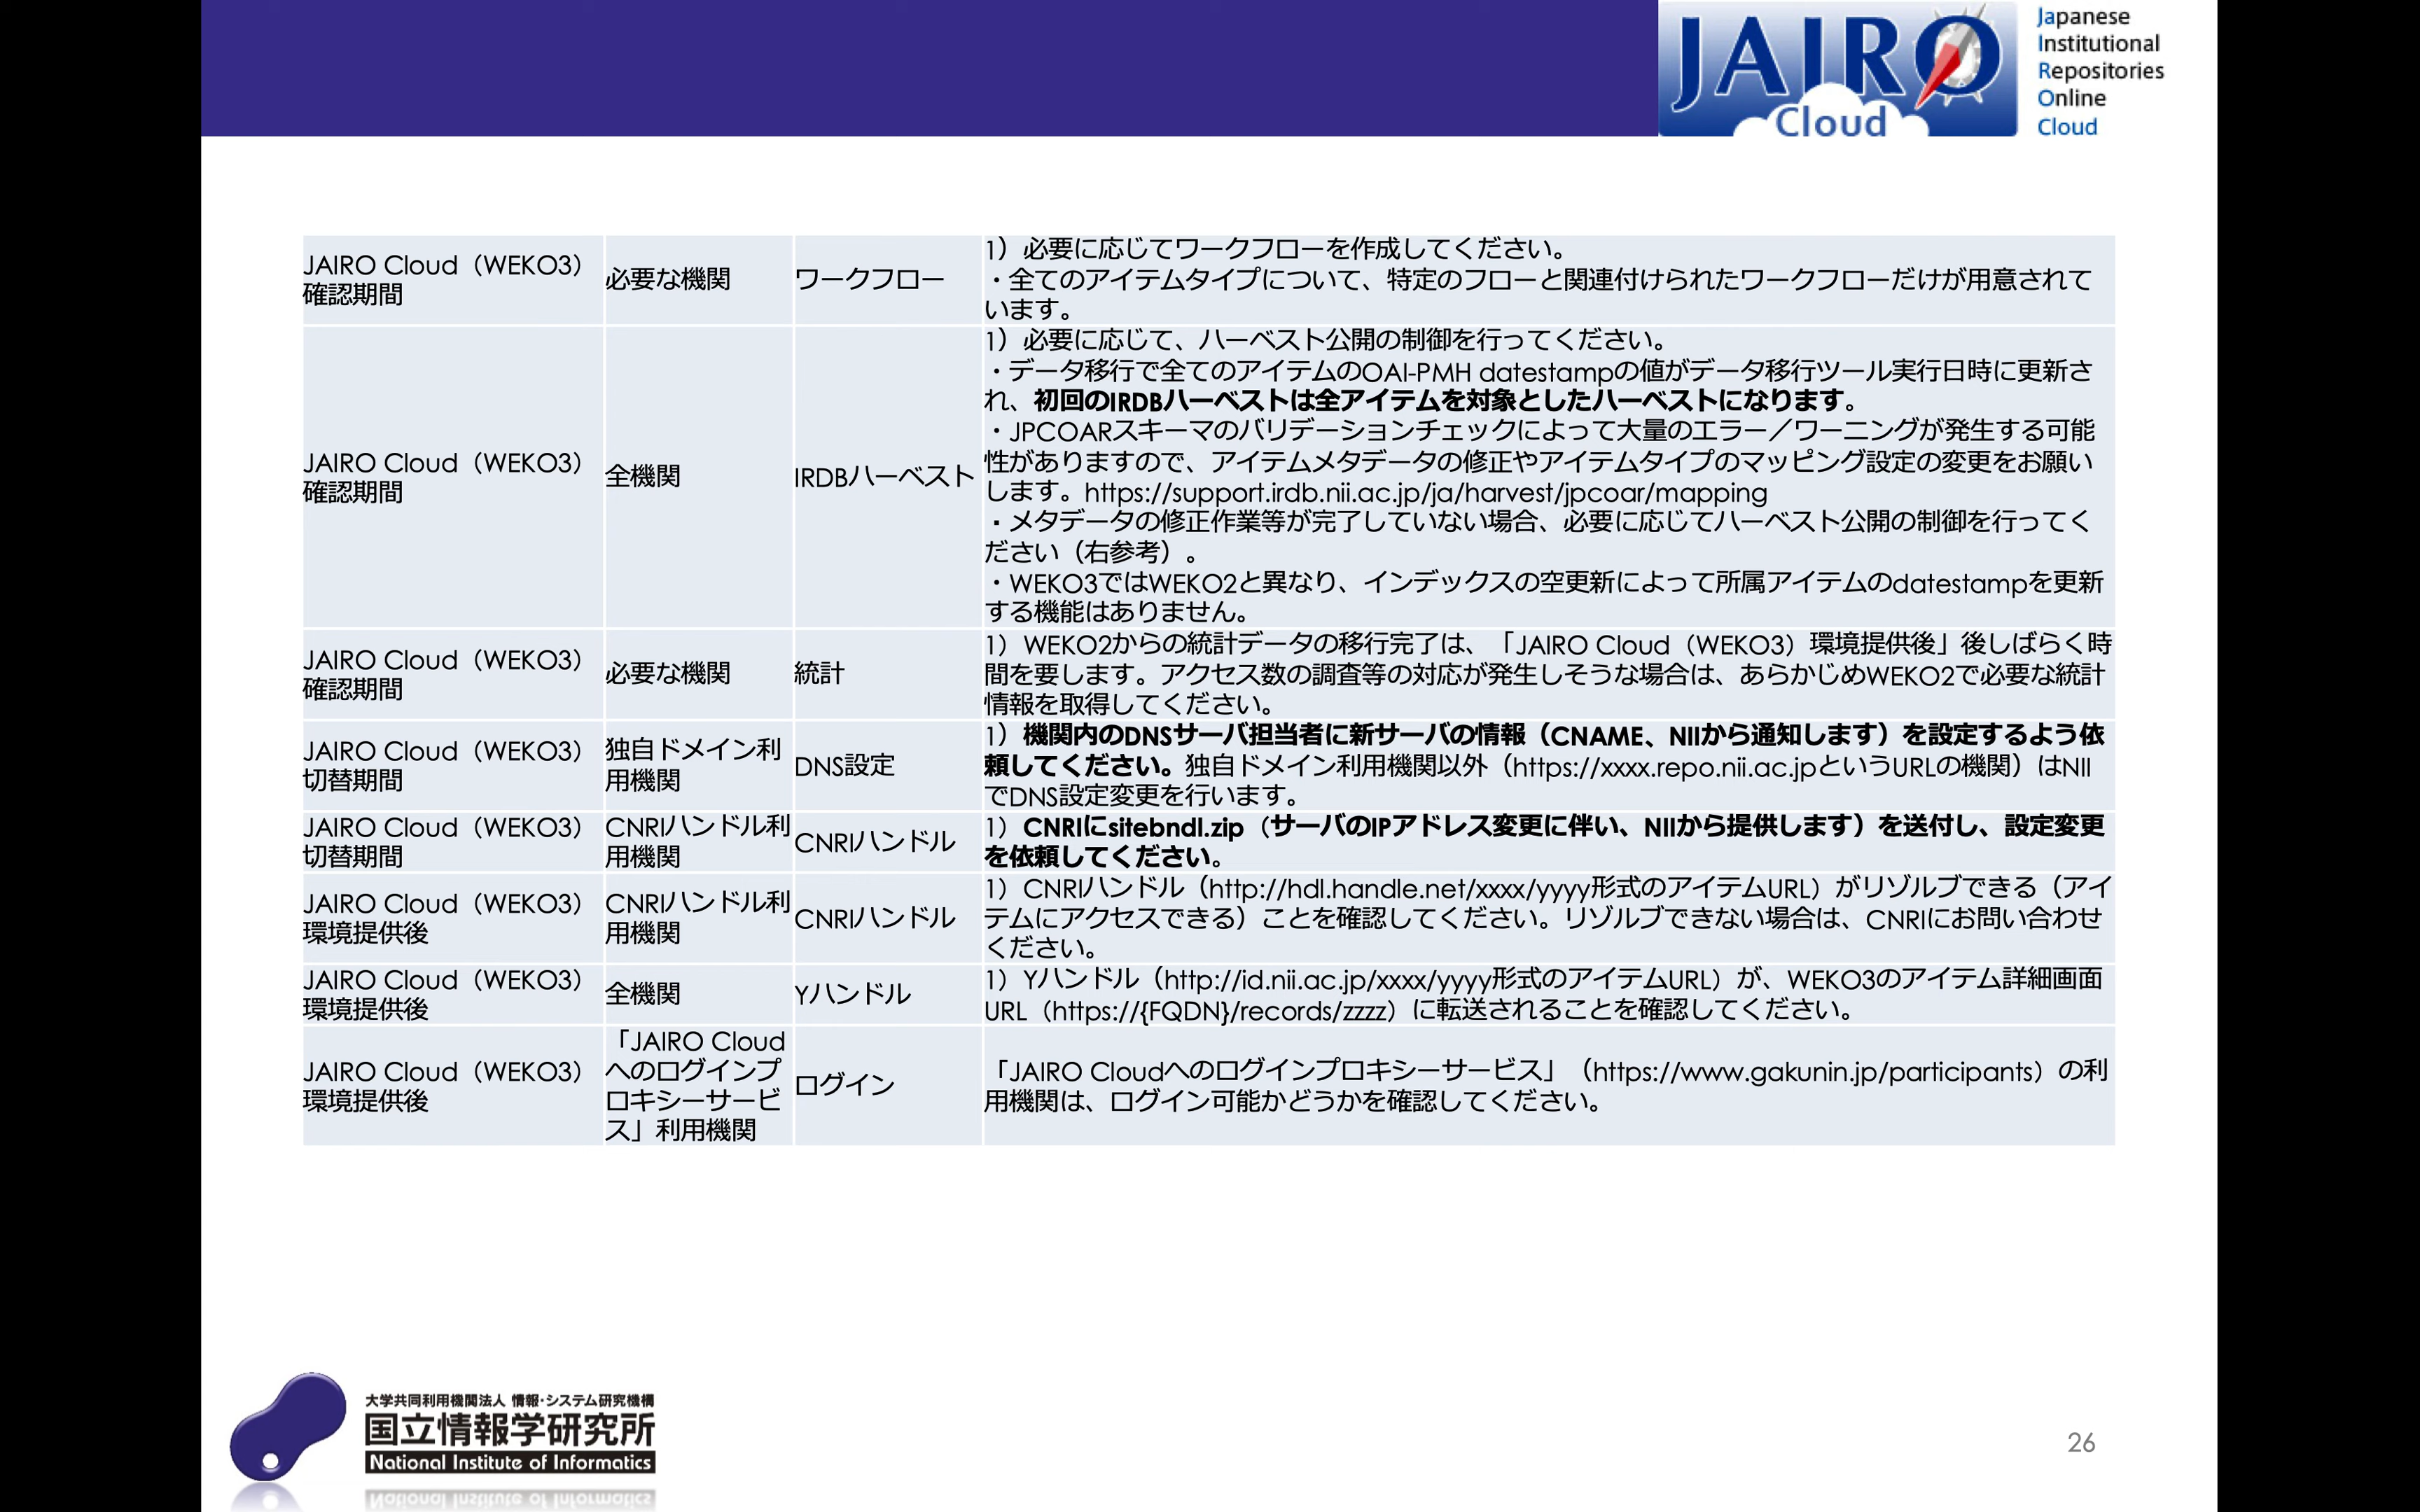 JAIRO
Cloud
Japanese
Institutional
Repositories
Online
Cloud
JAIRO Cloud（WEKO3）
確認期間
必要な機関
ワークフロー
1）必要に応じてワークフローを作成してください。
・全てのアイテムタイプについて、特定のフローと関連付けられたワークフローだけが用意されて
います。
JAIRO Cloud（WEKO3）
確認期間
全機関
IRDBハーベスト
1）必要に応じて、ハーベスト公開の制御を行ってください。
・データ移行で全てのアイテムのOAI-PMH datestampの値がデータ移行ツール実行日時に更新さ
れ、初回のIRDBハーベストは全アイテムを対象としたハーベストになります。
・JPCOARスキーマのバリデーションチェックによって大量のエラー／ワーニングが発生する可能
性がありますので、アイテムメタデータの修正やアイテムタイプのマッピング設定の変更をお願い
します。https://support.irdb.nii.ac.jp/ja/harvest/jpcoar/mapping
・メタデータの修正作業等が完了していない場合、必要に応じてハーベスト公開の制御を行ってく
ださい（右参考）。
・WEKO3ではWEKO2と異なり、インデックスの空更新によって所属アイテムのdatestampを更新
する機能はありません。
JAIRO Cloud（WEKO3）
確認期間
必要な機関
統計
1）WEKO2からの統計データの移行完了は、「JAIRO Cloud（WEKO3）環境提供後」後しばらく時
間を要します。アクセス数の調査等の対応が発生しそうな場合は、あらかじめWEKO2で必要な統計
情報を取得してください。
JAIRO Cloud（WEKO3）
切替期間
独自ドメイン利
用機関
DNS設定
1）機関内のDNSサーバ担当者に新サーバの情報（CNAME、NIIから通知します）を設定するよう依
頼してください。独自ドメイン利用機関以外（https://xxxx.repo.nii.ac.jpというURLの機関）はNII
でDNS設定変更を行います。
JAIRO Cloud（WEKO3）
切替期間
CNRIハンドル利
用機関
CNRIハンドル
1）CNRIにsitebndl.zip（サーバのIPアドレス変更に伴い、NIIから提供します）を送付し、設定変更
を依頼してください。
JAIRO Cloud（WEKO3）
環境提供後
CNRIハンドル利
用機関
CNRIハンドル
1）CNRIハンドル（http://hdl.handle.net/xxxx/yyyy形式のアイテムURL）がリゾルブできる（アイ
テムにアクセスできる）ことを確認してください。リゾルブできない場合は、CNRIにお問い合わせ
ください。
JAIRO Cloud（WEKO3）
環境提供後
全機関
Yハンドル
1）Yハンドル（http://id.nii.ac.jp/xxxx/yyyy形式のアイテムURL）が、WEKO3のアイテム詳細画面
URL（https://{FQDN}/records/zzzz）に転送されることを確認してください。
JAIRO Cloud（WEKO3）
環境提供後
「JAIRO Cloud
へのログインプ
ロキシーサービ
ス」利用機関
ログイン
「JAIRO Cloudへのログインプロキシーサービス」（https://www.gakunin.jp/participants）の利
用機関は、ログイン可能かどうかを確認してください。
大学共同利用機関法人 情報・システム研究機構
国立情報学研究所
National Institute of Informatics
26